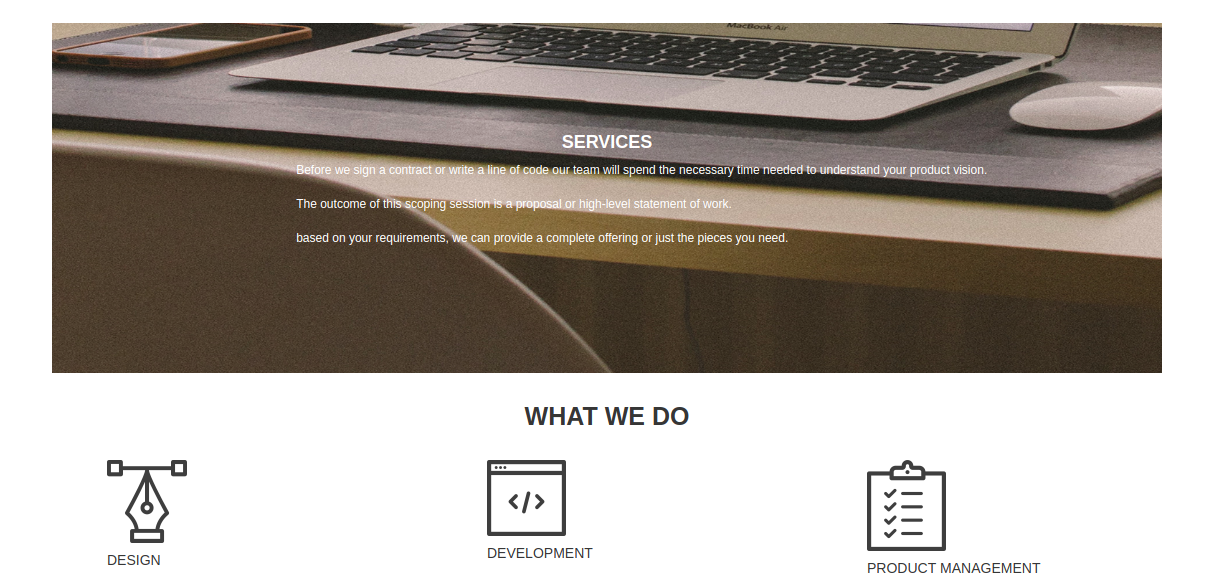 MacBook Air
SERVICES
Before we sign a contract or write a line of code our team will spend the necessary time needed to understand your product vision.
The outcome of this scoping session is a proposal or high-level statement of work.
based on your requirements, we can provide a complete offering or just the pieces you need.
WHAT WE DO
DESIGN
DEVELOPMENT
PRODUCT MANAGEMENT